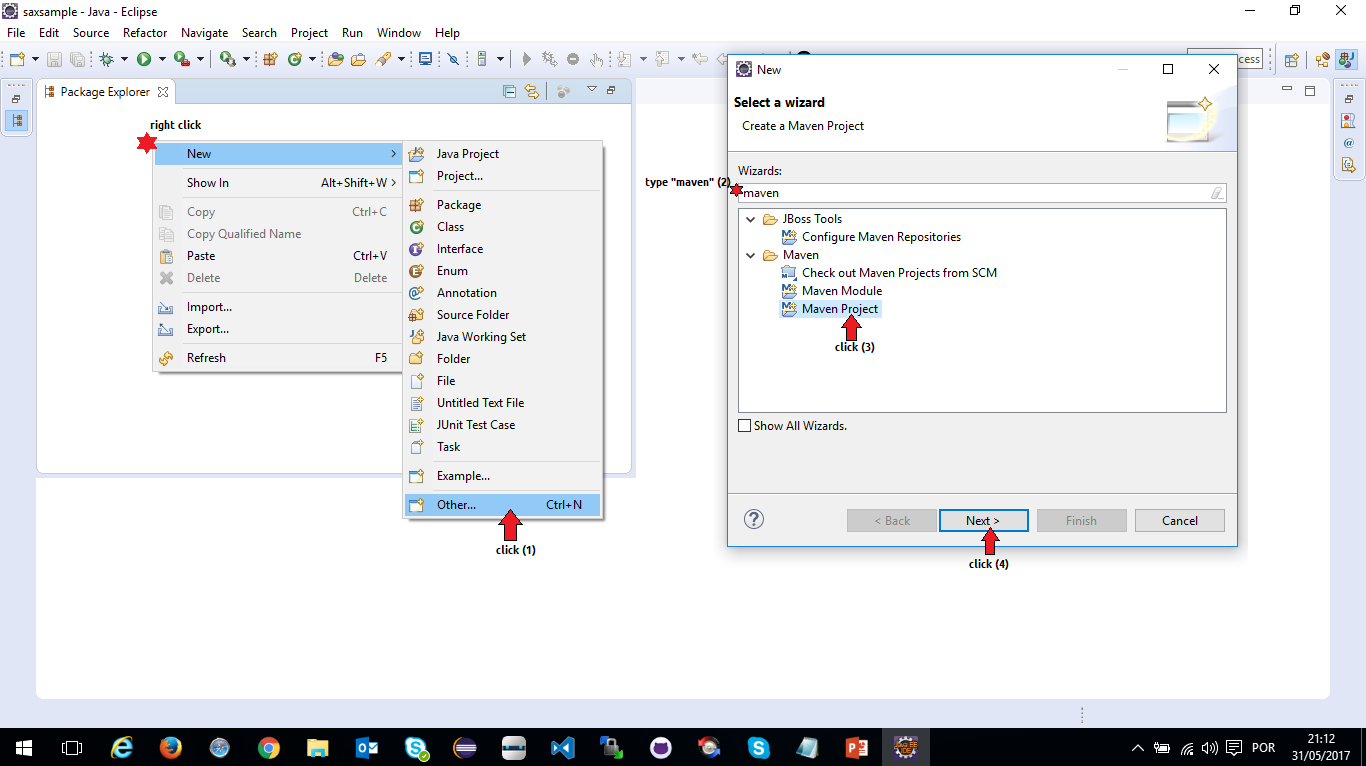 saxsample - Java - Eclipse
File Edit Source Refactor Navigate Search Project Run Window Help
cess
Package Explorer
right click
New
Show In Alt+Shift+W
Copy Ctrl+C
Copy Qualified Name
Paste Ctrl+V
Delete Delete
Import...
Export...
Refresh F5
Java Project
Project...
Package
Class
Interface
Enum
Annotation
Source Folder
Java Working Set
Folder
File
Untitled Text File
JUnit Test Case
Task
Example...
Other... Ctrl+N
click (1)
New
Select a wizard
Create a Maven Project
Wizards:
type "maven" (2)
maven
JBoss Tools
Configure Maven Repositories
Maven
Check out Maven Projects from SCM
Maven Module
Maven Project
click (3)
Show All Wizards.
< Back Next > Finish Cancel
click (4)
POR
21:12
31/05/2017